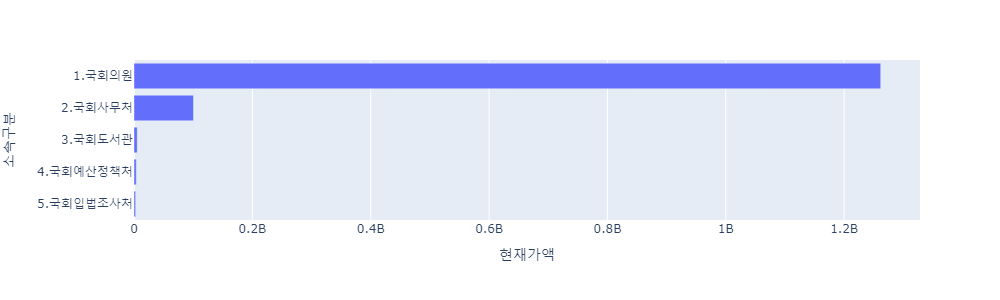 소속구분
1.국회의원
2.국회사무처
3.국회도서관
4.국회예산정책처
5.국회입법조사처
0 0.2B 0.4B 0.6B 0.8B 1B 1.2B
현재가액